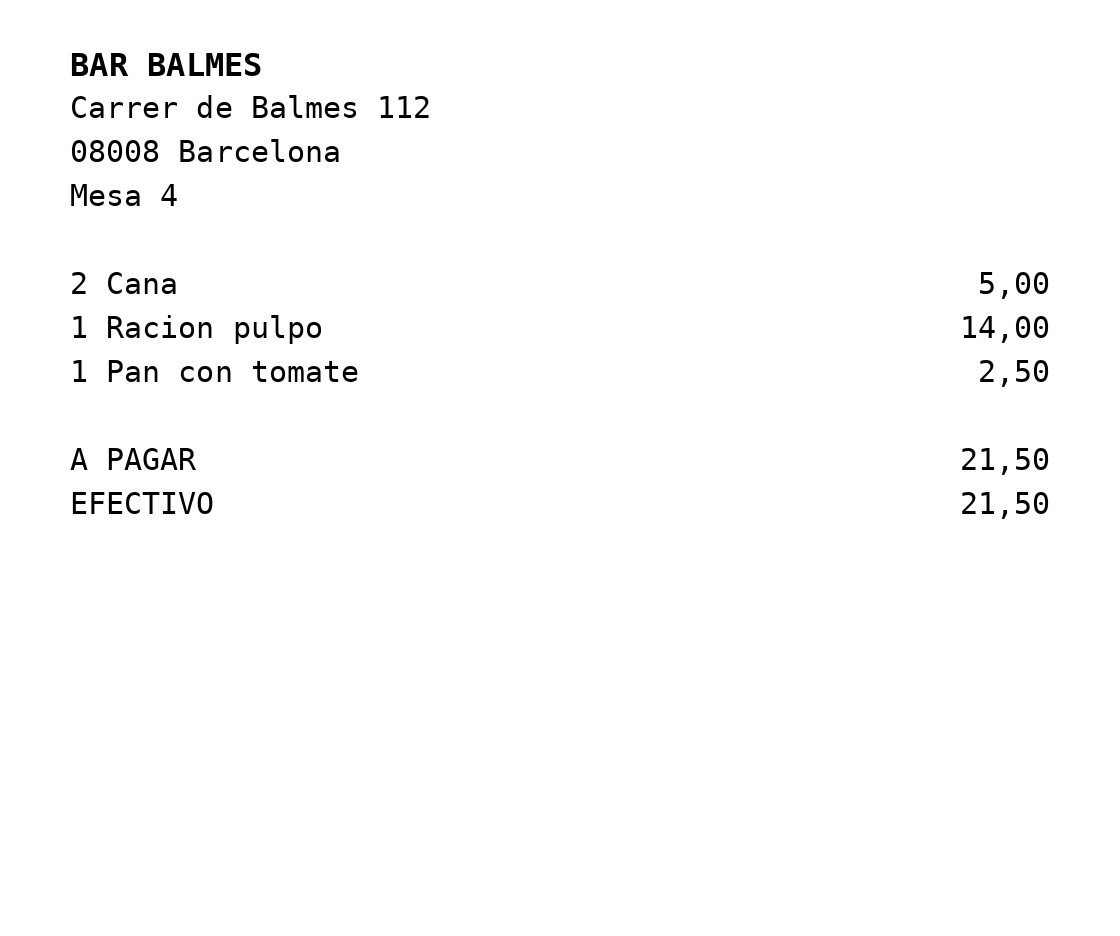 BAR BALMES
Carrer de Balmes 112
08008 Barcelona
Mesa 4
2 Cana 5,00
1 Racion pulpo 14,00
1 Pan con tomate 2,50
A PAGAR 21,50
EFECTIVO 21,50